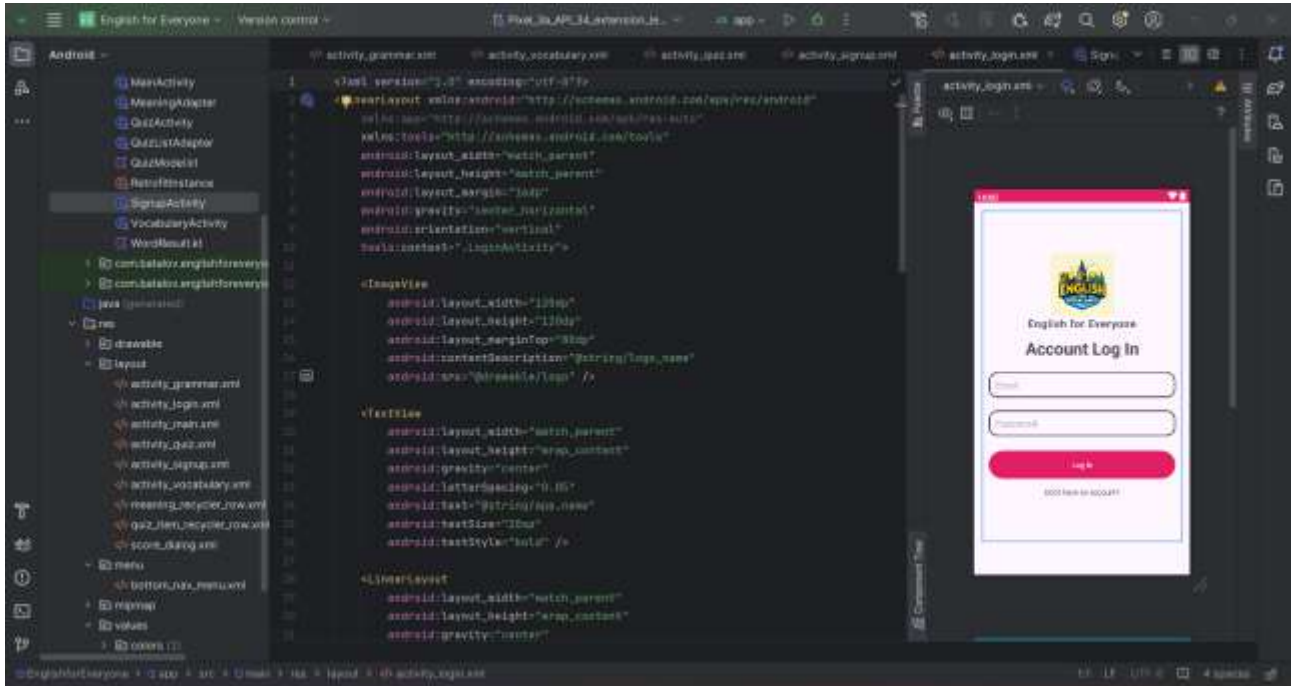 English for Everyone
Version control
app
Android
activity_grammar.xml
activity_vocabulary.xml
activity_quiz.xml
activity_signup.xml
activity_login.xml
MainActivity
MeaningAdapter
QuizActivity
QuizListAdapter
QuizModel.kt
RetrofitInstance
SignupActivity
VocabularyActivity
WordResult.kt
com.batalov.englishforeveryo
com.batalov.englishforeveryo
java (generated)
res
drawable
layout
activity_grammar.xml
activity_login.xml
activity_main.xml
activity_quiz.xml
activity_signup.xml
activity_vocabulary.xml
meaning_recycler_row.xml
quiz_item_recycler_row.xml
score_dialog.xml
menu
bottom_nav_menu.xml
mipmap
values
colors
<?xml version="1.0" encoding="utf-8"?>
<LinearLayout xmlns:android="http://schemas.android.com/apk/res/android"
xmlns:app="http://schemas.android.com/apk/res-auto"
xmlns:tools="http://schemas.android.com/tools"
android:layout_width="match_parent"
android:layout_height="match_parent"
android:layout_margin="16dp"
android:gravity="center_horizontal"
android:orientation="vertical"
tools:context=".LoginActivity">
<ImageView
android:layout_width="120dp"
android:layout_height="120dp"
android:contentDescription="@string/logo_name"
android:src="@drawable/logo" />
<TextView
android:layout_width="match_parent"
android:layout_height="wrap_content"
android:gravity="center"
android:letterSpacing="0.05"
android:text="@string/app_name"
android:textSize="20sp"
android:textStyle="bold" />
<LinearLayout
android:layout_width="match_parent"
android:layout_height="wrap_content"
android:gravity="center"
activity_login.xml
Palette
Component Tree
ENGLISH
English for Everyone
Account Log In
Email
Password
Log In
Don't have an account?
EnglishforEveryone
app
src
main
res
layout
activity_login.xml
LF
UTF-8
4 spaces